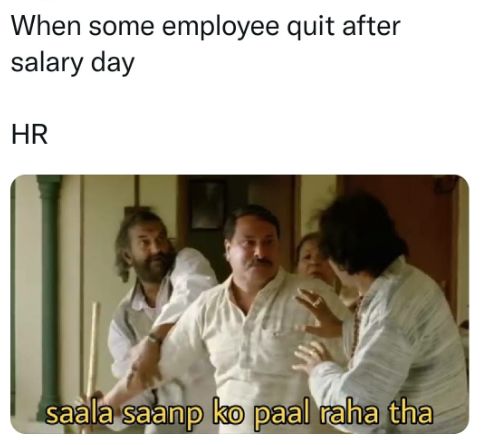 When some employee quit after
salary day
HR
saala saanp ko paal raha tha